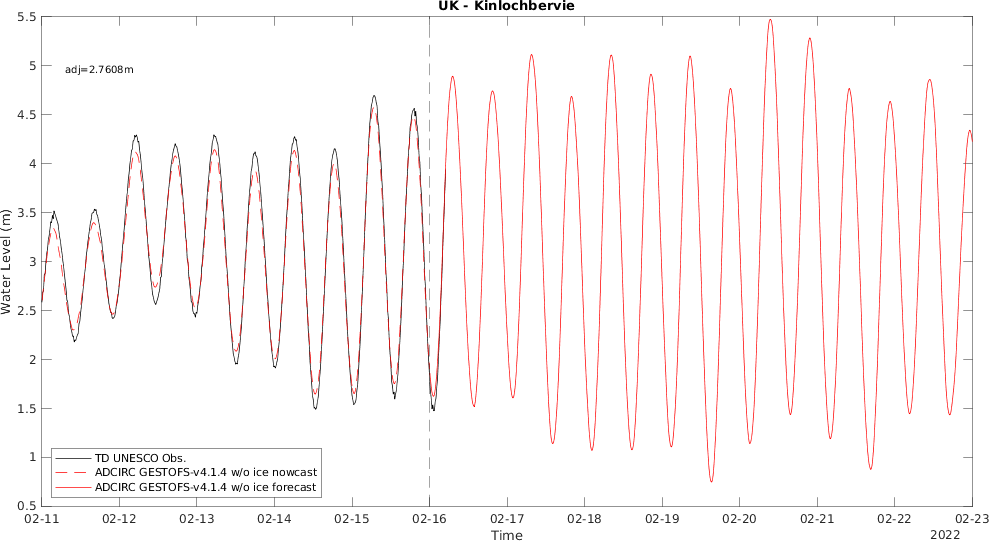 UK - Kinlochbervie
5.5
5
adj=2.7608m
4.5
4
3.5
Water Level (m)
3
2.5
2
1.5
1
0.5
TD UNESCO Obs.
ADCIRC GESTOFS-v4.1.4 w/o ice nowcast
ADCIRC GESTOFS-v4.1.4 w/o ice forecast
02-11 02-12 02-13 02-14 02-15 02-16 02-17 02-18 02-19 02-20 02-21 02-22 02-23
Time
2022